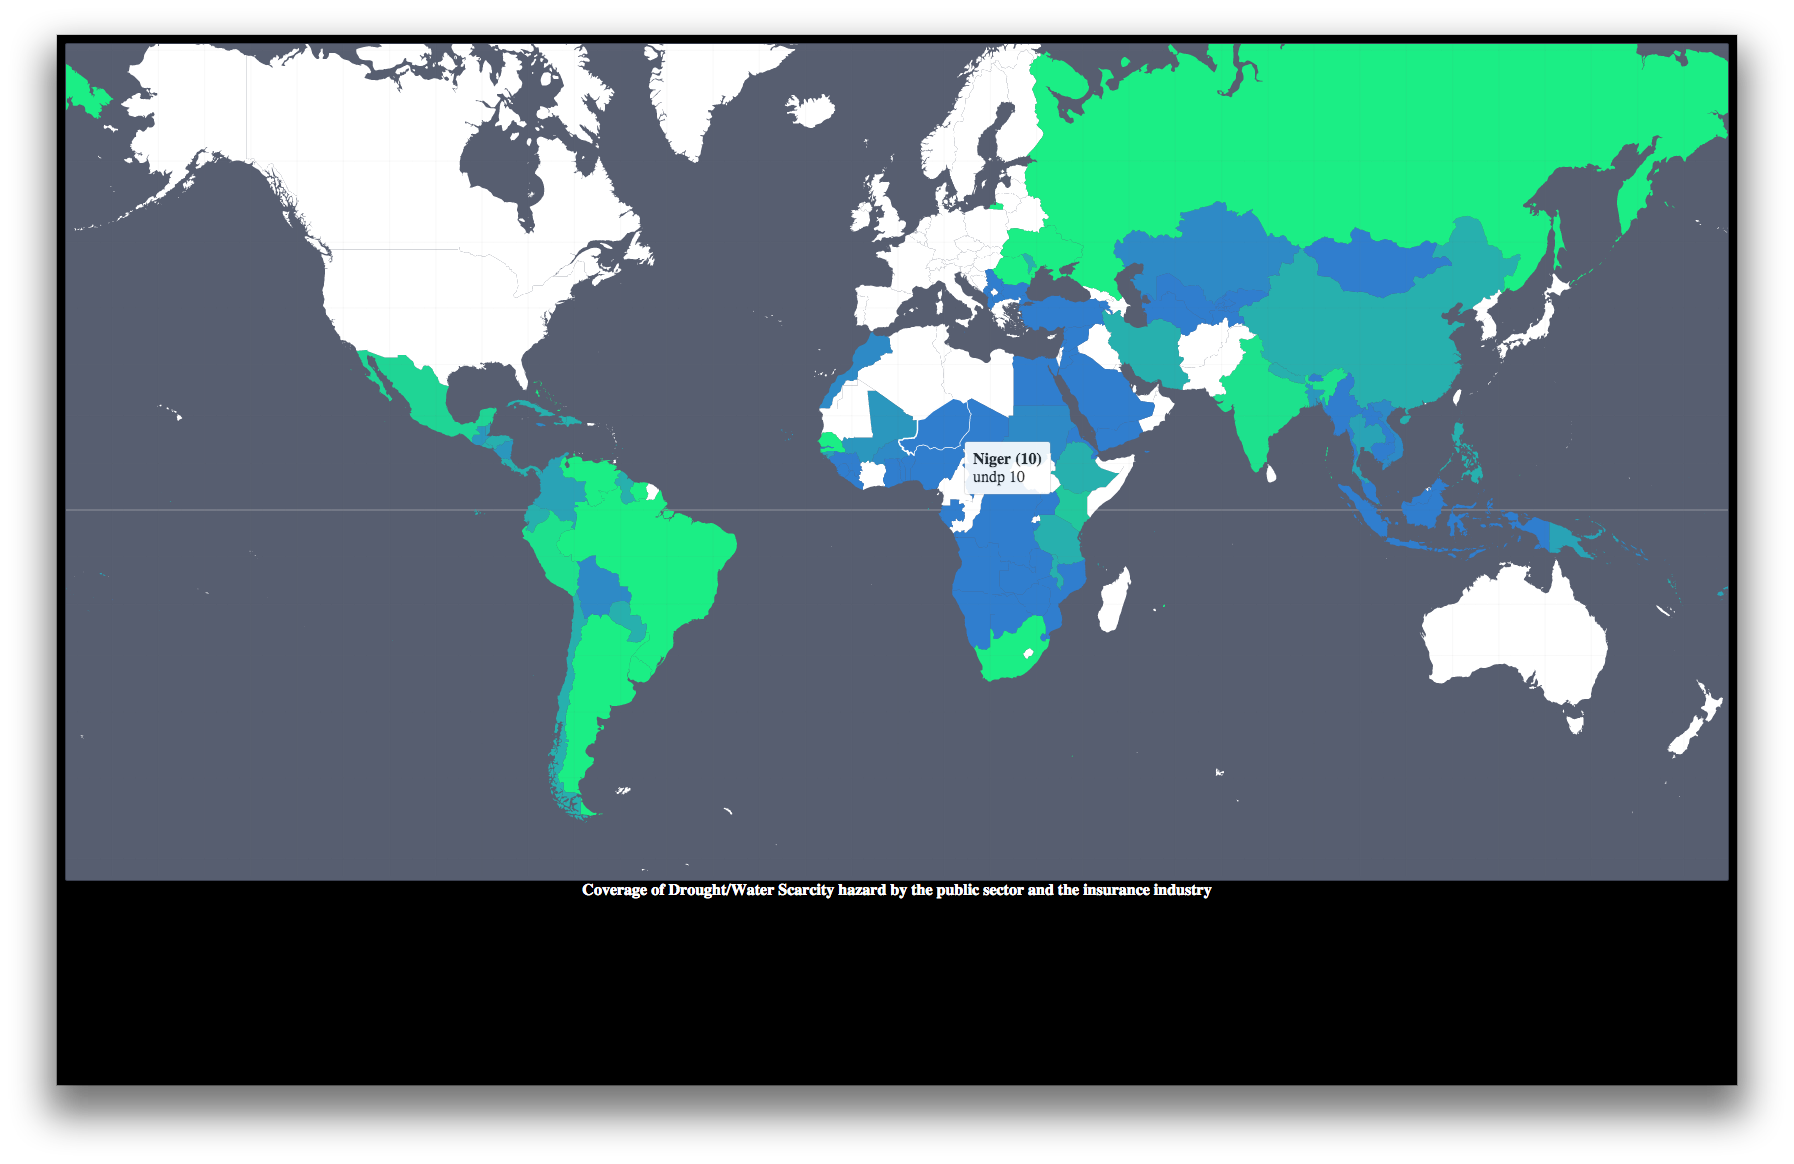 Niger (10)
undp 10
Coverage of Drought/Water Scarcity hazard by the public sector and the insurance industry